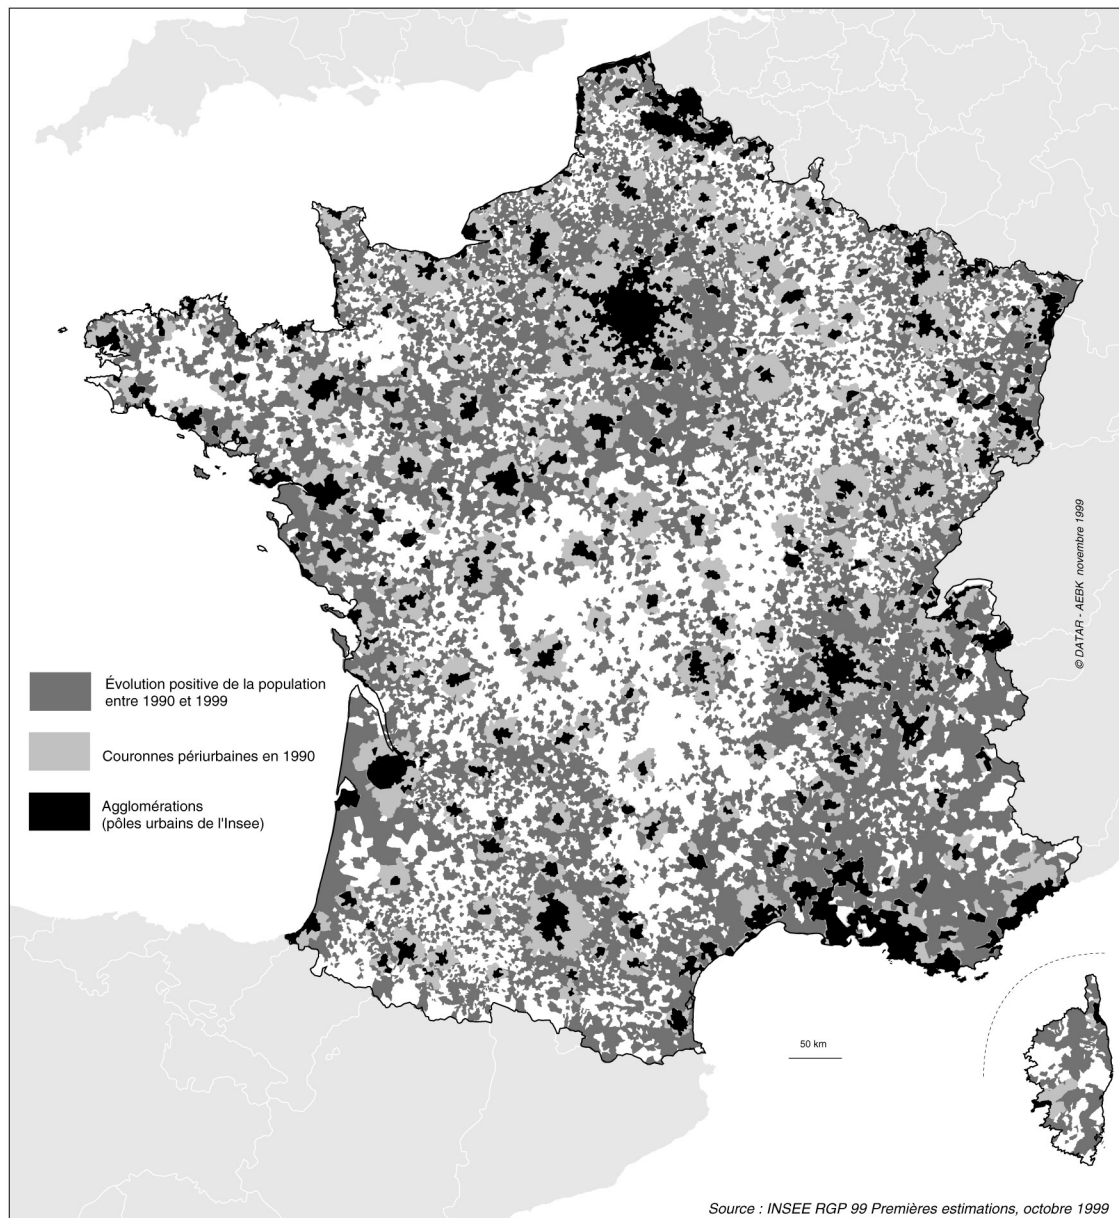 Évolution positive de la population
entre 1990 et 1999
Couronnes périurbaines en 1990
Agglomérations
(pôles urbains de l'Insee)
© DATAR - AEBK novembre 1999
50 km
Source : INSEE RGP 99 Premières estimations, octobre 1999